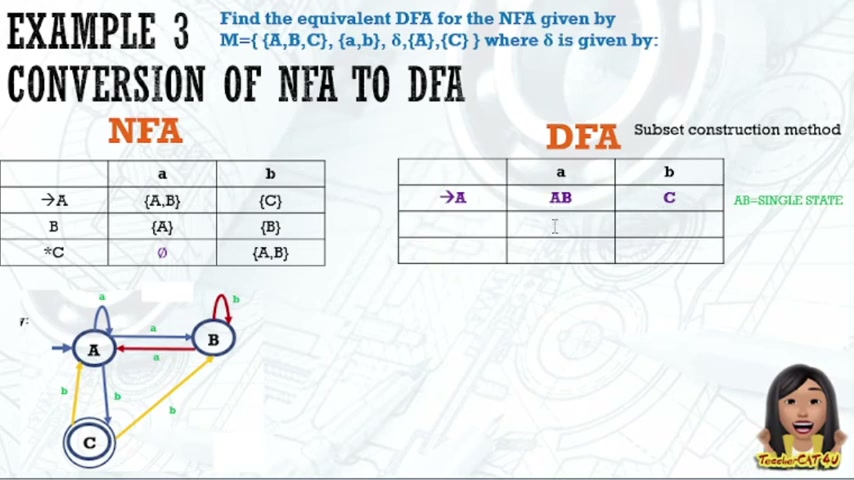 EXAMPLE 3
CONVERSION OF NFA TO DFA
Find the equivalent DFA for the NFA given by
M={ {A,B,C}, {a,b}, δ,{A},{C} } where δ is given by:
NFA
a b
→A {A,B} {C}
B {A} {B}
*C ∅ {A,B}
DFA
Subset construction method
a b
→A AB C
AB=SINGLE STATE
a
b
a
A
B
a
b
b
b
C
TeacherCAT4U